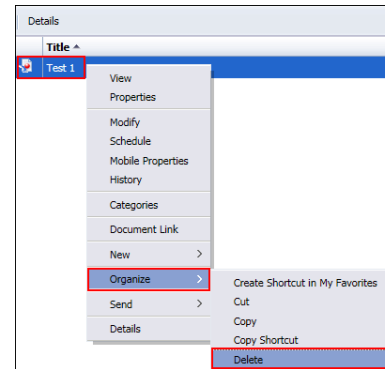 Details
Title
Test 1
View
Properties
Modify
Schedule
Mobile Properties
History
Categories
Document Link
New
Organize
Send
Details
Create Shortcut in My Favorites
Cut
Copy
Copy Shortcut
Delete